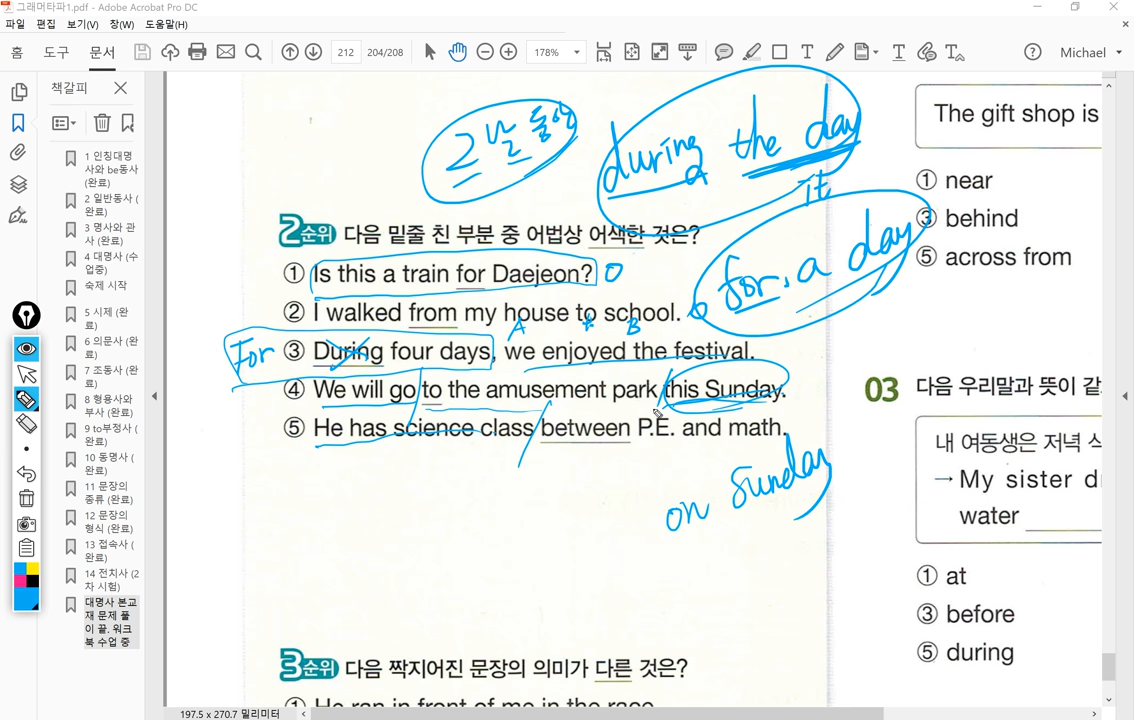 그래머타파1.pdf - Adobe Acrobat Pro DC
파일 편집 보기(V) 창(W) 도움말(H)
홈 도구 문서 212 204/208 178% Michael
책갈피
1 인칭대명
사와 be동사
(완료)
2 일반동사 (
완료)
3 명사와 관
사 (완료)
4 대명사 (수
업중)
숙제 시작
5 시제 (완
료)
6 의문사 (완
료)
7 조동사 (완
료)
8 형용사와
부사 (완료)
9 to부정사 (
완료)
10 동명사 (
완료)
11 문장의
종류 (완료)
12 문장의
형식 (완료)
13 접속사 (
완료)
14 전치사 (2
차 시험)
대명사 본교
재 문제 풀
이 끝. 워크
북 수업 중
2날 동안
during the day
a it
for a day
2순위 다음 밑줄 친 부분 중 어법상 어색한 것은?
① Is this a train for Daejeon? O
② I walked from my house to school.
A B
For ③ During four days, we enjoyed the festival.
④ We will go to the amusement park this Sunday.
⑤ He has science class between P.E. and math.
on Sunday
3순위 다음 짝지어진 문장의 의미가 다른 것은?
① He ran in front of me in the race.
The gift shop is
① near
③ behind
⑤ across from
03 다음 우리말과 뜻이 같
내 여동생은 저녁 식
→ My sister dr
water
① at
③ before
⑤ during
197.5 x 270.7 밀리미터